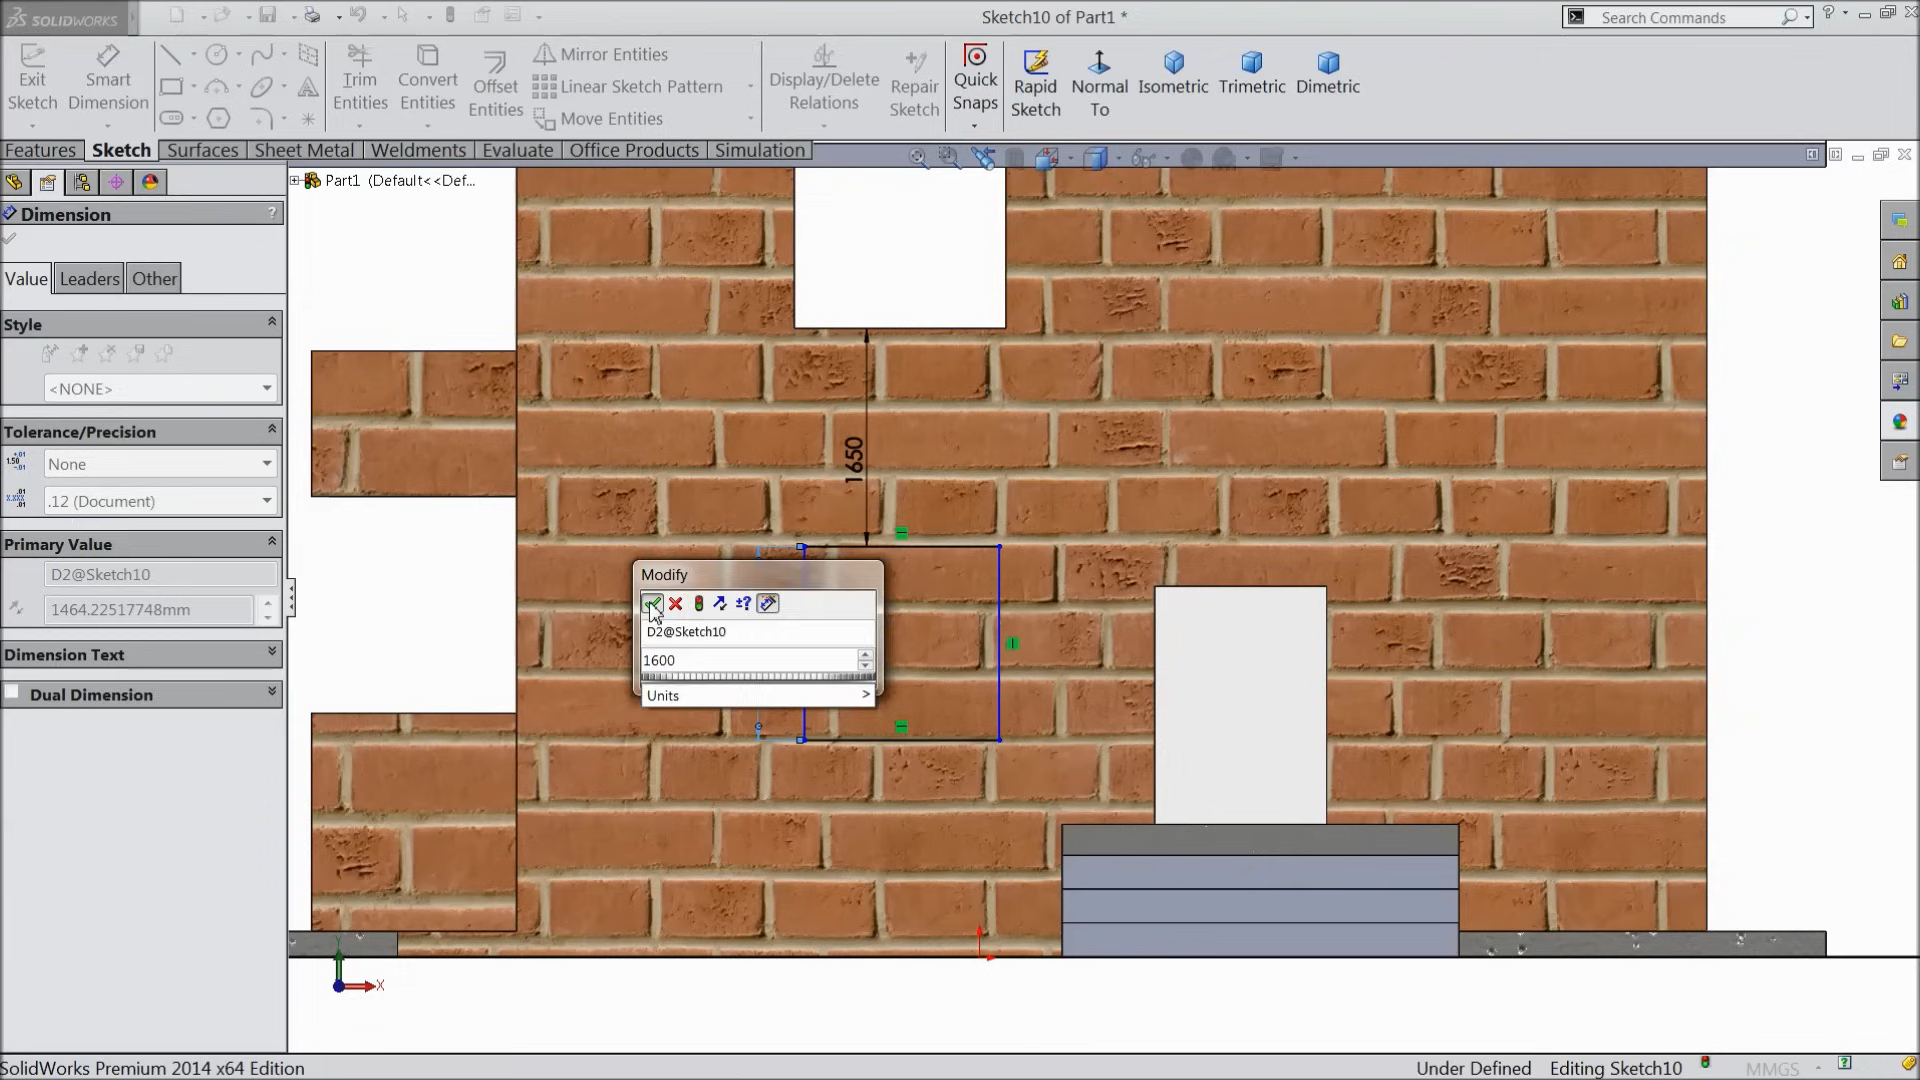 SOLIDWORKS
Sketch10 of Part1 *
Search Commands
Exit Sketch
Smart Dimension
Trim Entities
Convert Entities
Offset Entities
Mirror Entities
Linear Sketch Pattern
Move Entities
Display/Delete Relations
Repair Sketch
Quick Snaps
Rapid Sketch
Normal To
Isometric
Trimetric
Dimetric
Features
Sketch
Surfaces
Sheet Metal
Weldments
Evaluate
Office Products
Simulation
Part1 (Default<<Def...
Dimension
?
Value
Leaders
Other
Style
<NONE>
Tolerance/Precision
None
.12 (Document)
Primary Value
D2@Sketch10
1464.22517748mm
Dimension Text
Dual Dimension
1650
Modify
D2@Sketch10
1600
Units >
Y
X
SolidWorks Premium 2014 x64 Edition
Under Defined
Editing Sketch10
MMGS